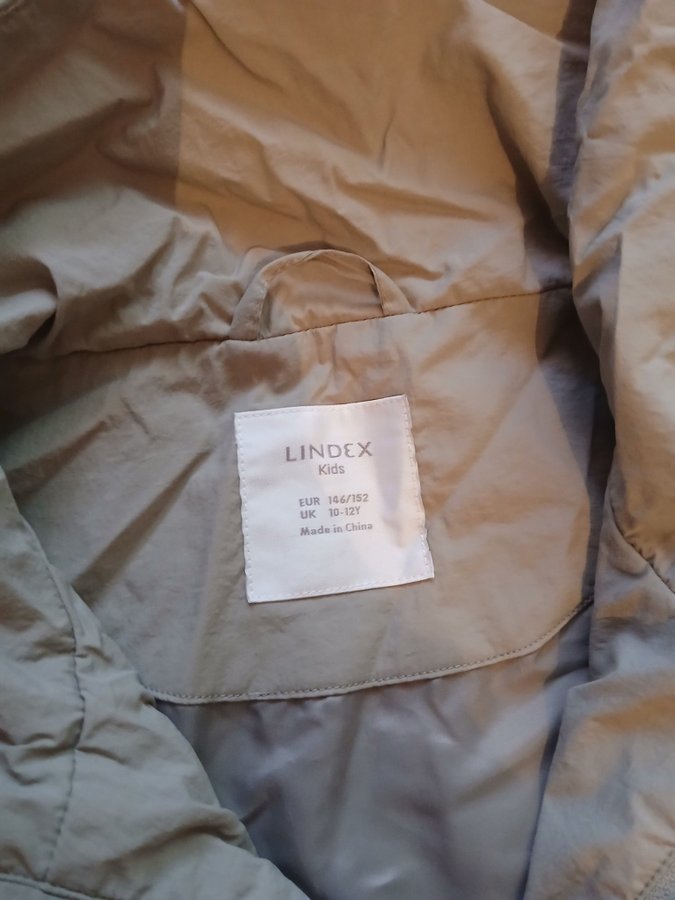 LINDEX
Kids
EUR 146/152
UK 10-12Y
Made in China